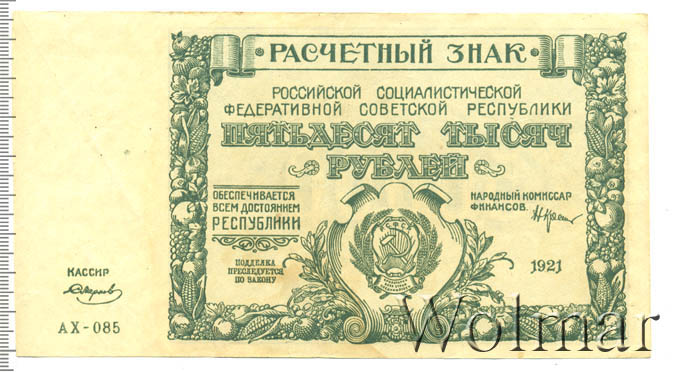 РАСЧЕТНЫЙ ЗНАК
РОССИЙСКОЙ СОЦИАЛИСТИЧЕСКОЙ
ФЕДЕРАТИВНОЙ СОВЕТСКОЙ РЕСПУБЛИКИ
ПЯТЬДЕСЯТ ТЫСЯЧ
РУБЛЕЙ
ОБЕСПЕЧИВАЕТСЯ
ВСЕМ ДОСТОЯНИЕМ
РЕСПУБЛИКИ
ПОДДЕЛКА
ПРЕСЛЕДУЕТСЯ
ПО ЗАКОНУ
НАРОДНЫЙ КОМИССАР
ФИНАНСОВ.
1921
КАССИР
АХ-085
Wolmar